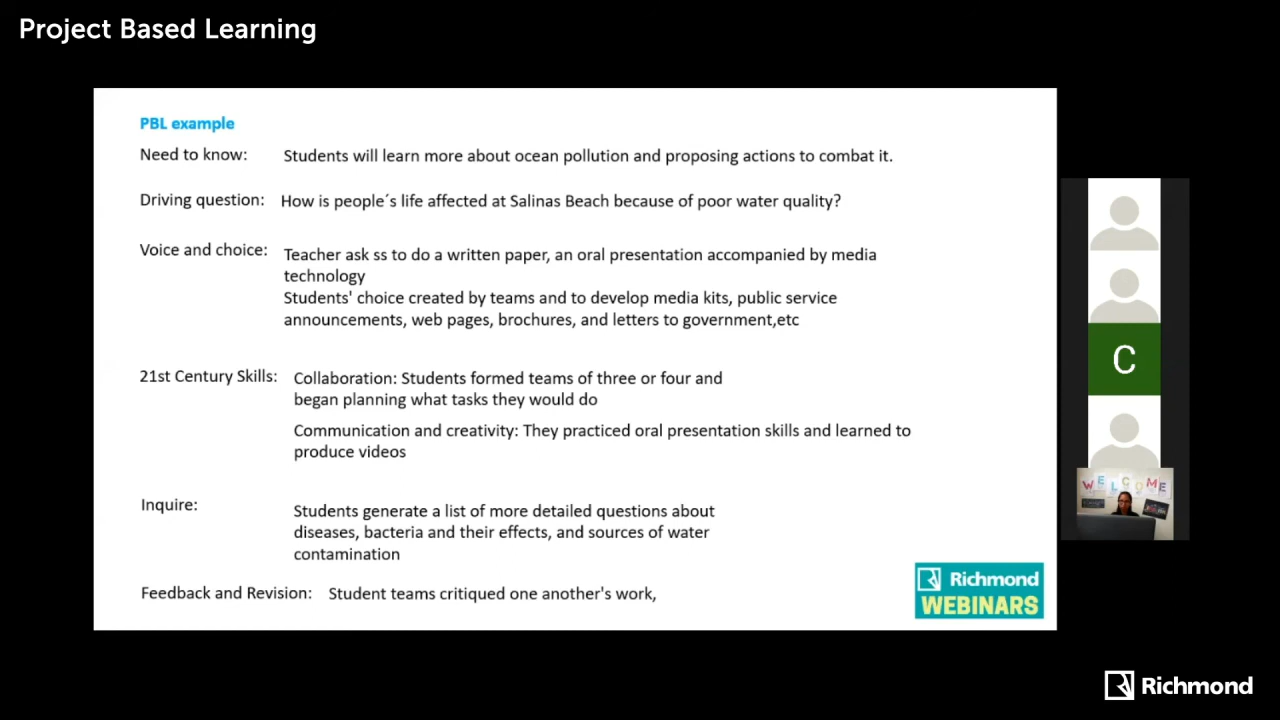 Project Based Learning
PBL example
Need to know: Students will learn more about ocean pollution and proposing actions to combat it.
Driving question: How is people´s life affected at Salinas Beach because of poor water quality?
Voice and choice: Teacher ask ss to do a written paper, an oral presentation accompanied by media
technology
Students' choice created by teams and to develop media kits, public service
announcements, web pages, brochures, and letters to government,etc
21st Century Skills: Collaboration: Students formed teams of three or four and
began planning what tasks they would do
Communication and creativity: They practiced oral presentation skills and learned to
produce videos
Inquire: Students generate a list of more detailed questions about
diseases, bacteria and their effects, and sources of water
contamination
Feedback and Revision: Student teams critiqued one another's work,
Richmond
WEBINARS
C
WELCOME
Richmond